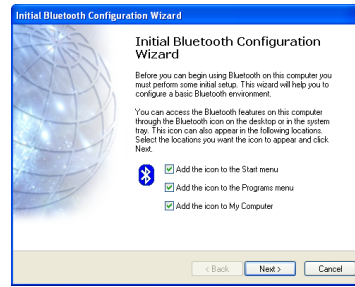 Initial Bluetooth Configuration Wizard
Initial Bluetooth Configuration
Wizard
Before you can begin using Bluetooth on this computer you
must perform some initial setup. This wizard will help you to
configure a basic Bluetooth environment.
You can access the Bluetooth features on this computer
through the Bluetooth icon on the desktop or in the system
tray. This icon can also appear in the following locations.
Select the locations you want the icon to appear and click
Next.
Add the icon to the Start menu
Add the icon to the Programs menu
Add the icon to My Computer
< Back Next > Cancel